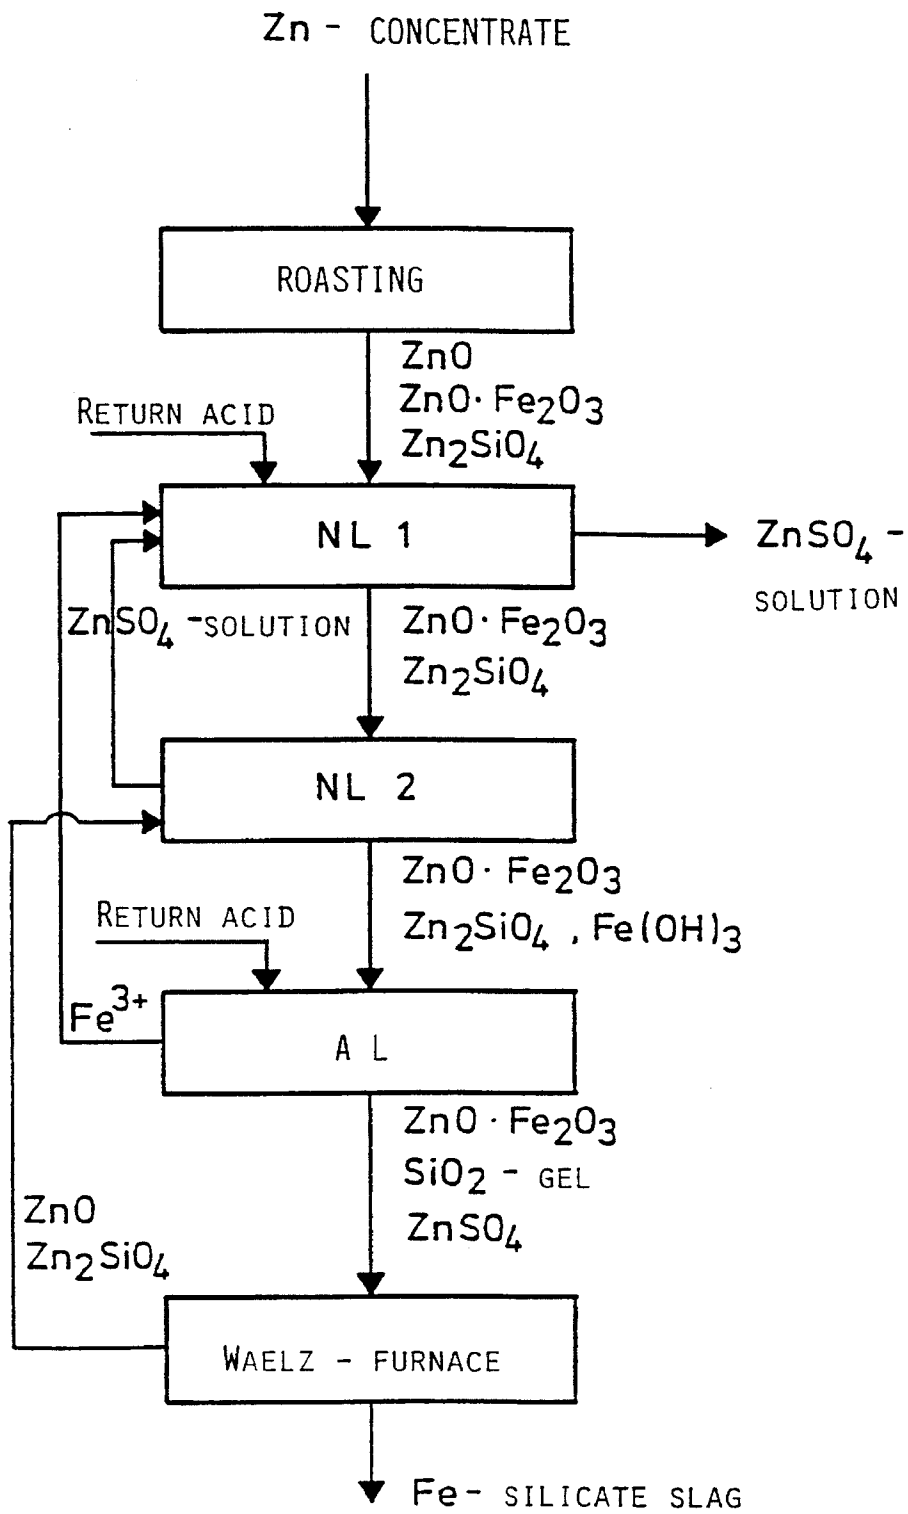 Zn - CONCENTRATE
ROASTING
ZnO
ZnO·Fe₂O₃
Zn₂SiO₄
RETURN ACID
NL 1
ZnSO₄ -
SOLUTION
ZnSO₄ -SOLUTION
ZnO·Fe₂O₃
Zn₂SiO₄
NL 2
ZnO·Fe₂O₃
Zn₂SiO₄ , Fe(OH)₃
RETURN ACID
Fe³⁺
A L
ZnO·Fe₂O₃
SiO₂ - GEL
ZnSO₄
ZnO
Zn₂SiO₄
WAELZ - FURNACE
Fe - SILICATE SLAG